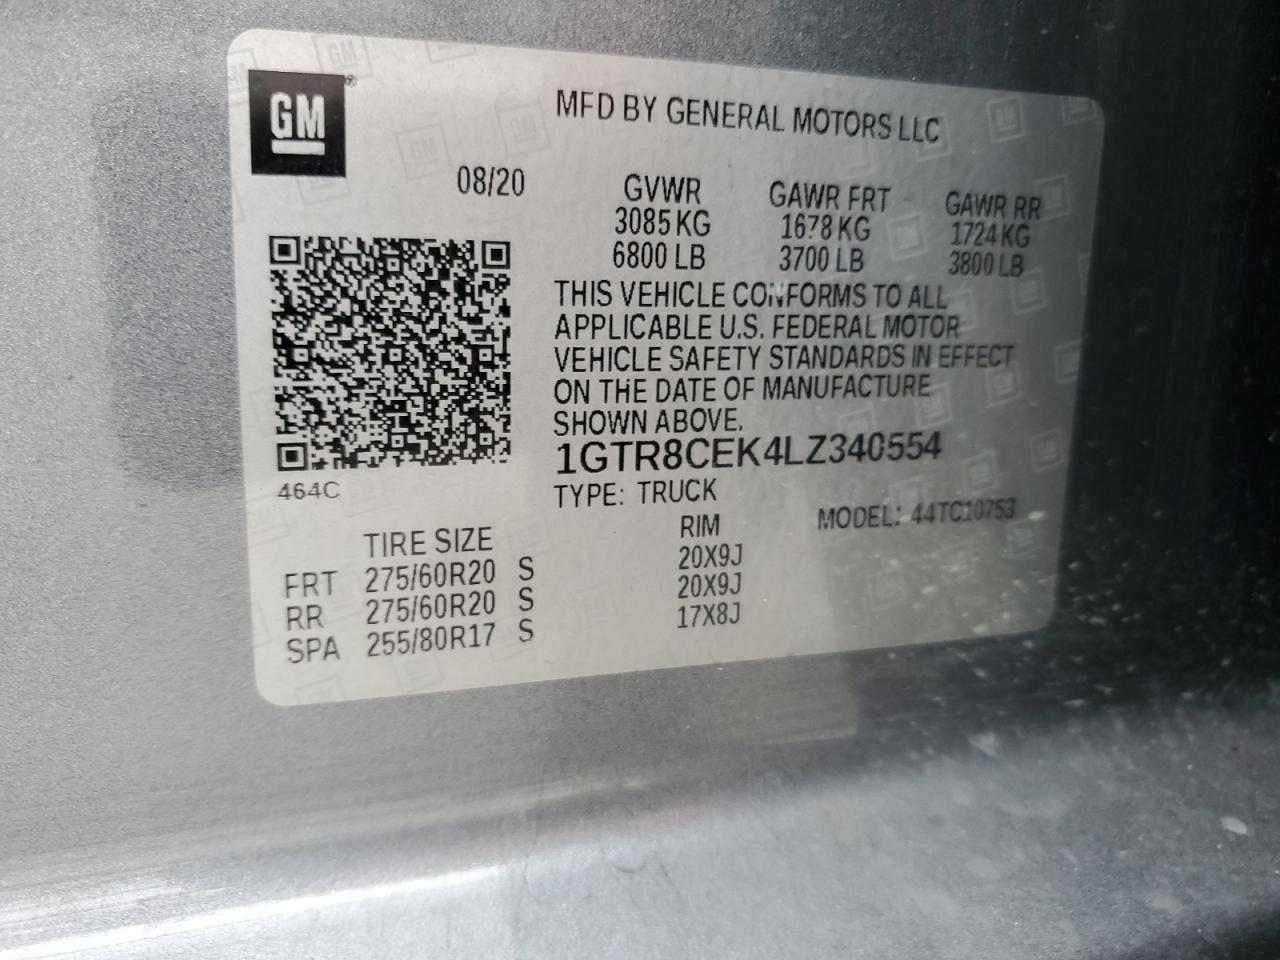 GM
MFD BY GENERAL MOTORS LLC
08/20
GVWR GAWR FRT GAWR RR
3085 KG 1678 KG 1724 KG
6800 LB 3700 LB 3800 LB
THIS VEHICLE CONFORMS TO ALL
APPLICABLE U.S. FEDERAL MOTOR
VEHICLE SAFETY STANDARDS IN EFFECT
ON THE DATE OF MANUFACTURE
SHOWN ABOVE.
1GTR8CEK4LZ340554
464C
TYPE: TRUCK
MODEL: 44TC10753
TIRE SIZE RIM
FRT 275/60R20 S 20X9J
RR 275/60R20 S 20X9J
SPA 255/80R17 S 17X8J